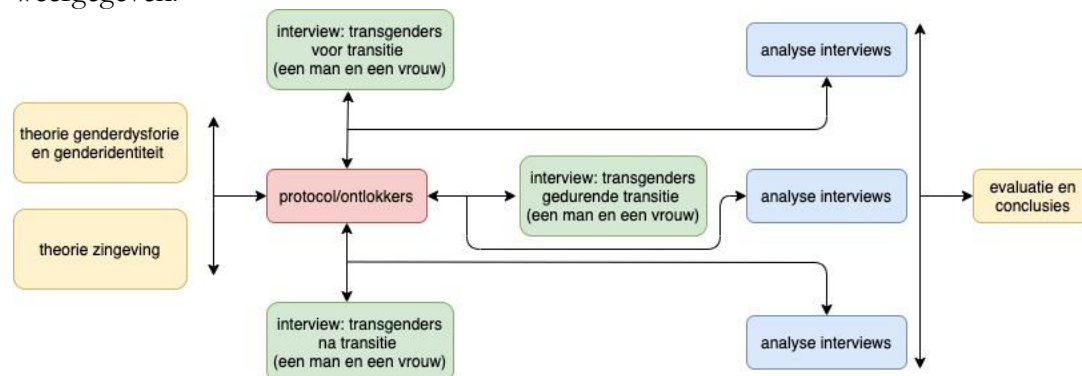 weergegeven.
interview: transgenders
voor transitie
(een man en een vrouw)
analyse interviews
theorie genderdysforie
en genderidentiteit
protocol/ontlokkers
interview: transgenders
gedurende transitie
(een man en een vrouw)
analyse interviews
evaluatie en
conclusies
theorie zingeving
interview: transgenders
na transitie
(een man en een vrouw)
analyse interviews